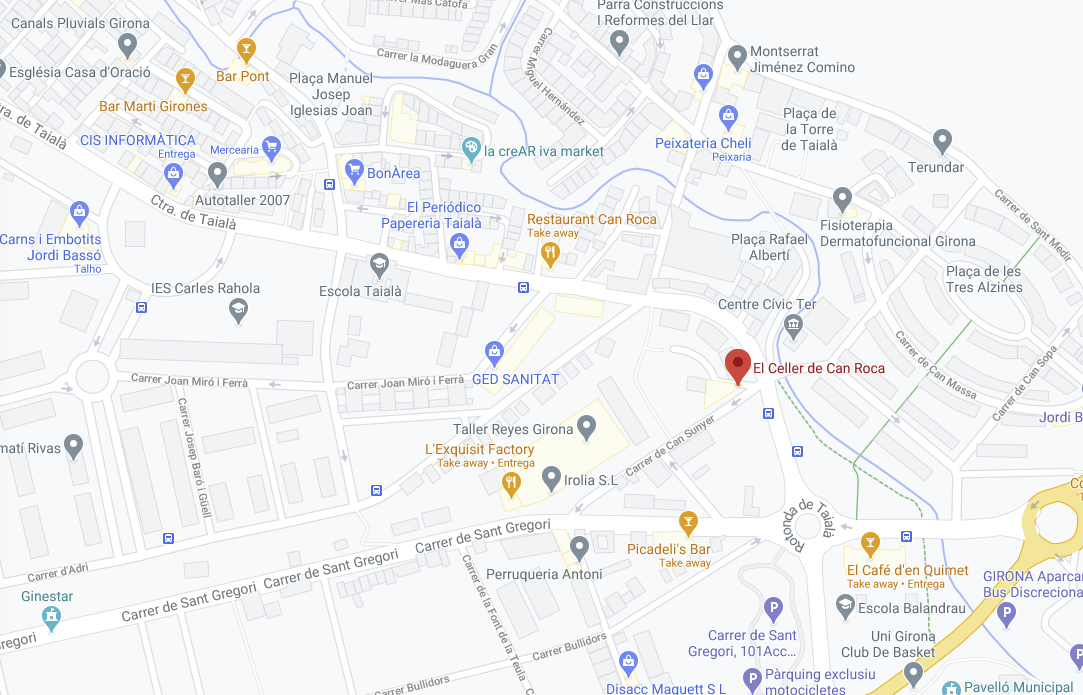 Carrer Mas Catofa
Parra Construccions
i Reformes del Llar
Canals Pluvials Girona
Carrer la Modaguera Gran
Carrer Miguel Hernández
Montserrat
Jiménez Comino
Església Casa d'Oració
Bar Pont
Plaça Manuel
Josep
Iglesias Joan
Bar Marti Girones
Ctra. de Taialà
CIS INFORMÀTICA
Entrega
Mercearia
la creAR iva market
Peixateria Cheli
Peixaria
Plaça de
la Torre
de Taialà
Terundar
BonÀrea
Autotaller 2007
Carrer de Sant Medir
Ctra. de Taialà
El Periódico
Papereria Taialà
Restaurant Can Roca
Take away
Fisioterapia
Dermatofuncional Girona
Carns i Embotits
Jordi Bassó
Talho
Plaça Rafael
Albertí
Plaça de les
Tres Alzines
IES Carles Rahola
Escola Taialà
Centre Cívic Ter
Carrer de Can Massa
Carrer de Can Sopa
El Celler de Can Roca
GED SANITAT
Carrer Joan Miró i Ferrà
Carrer Joan Miró i Ferrà
Carrer Josep Baró i Güell
Jordi B
Taller Reyes Girona
Carrer de Can Sunyer
matí Rivas
L'Exquisit Factory
Take away • Entrega
Irolia S.L
Co
T
Rotonda de Taialà
Carrer de Sant Gregori
Picadeli's Bar
Take away
Carrer de Sant Gregori
Carrer d'Adri
Perruqueria Antoni
El Café d'en Quimet
Take away • Entrega
GIRONA Aparcar
Bus Discreciona
P
Carrer de Sant Gregori
Ginestar
Carrer de la Font de la Teula
P
Escola Balandrau
Carrer de Sant
Gregori, 101Acc...
Uni Girona
Club De Basket
regori
Carrer Bullidors
P
P
Pàrquing exclusiu
motocicletes
Carrer Bullidors
Disacc Maquett S L
Pavelló Municipal